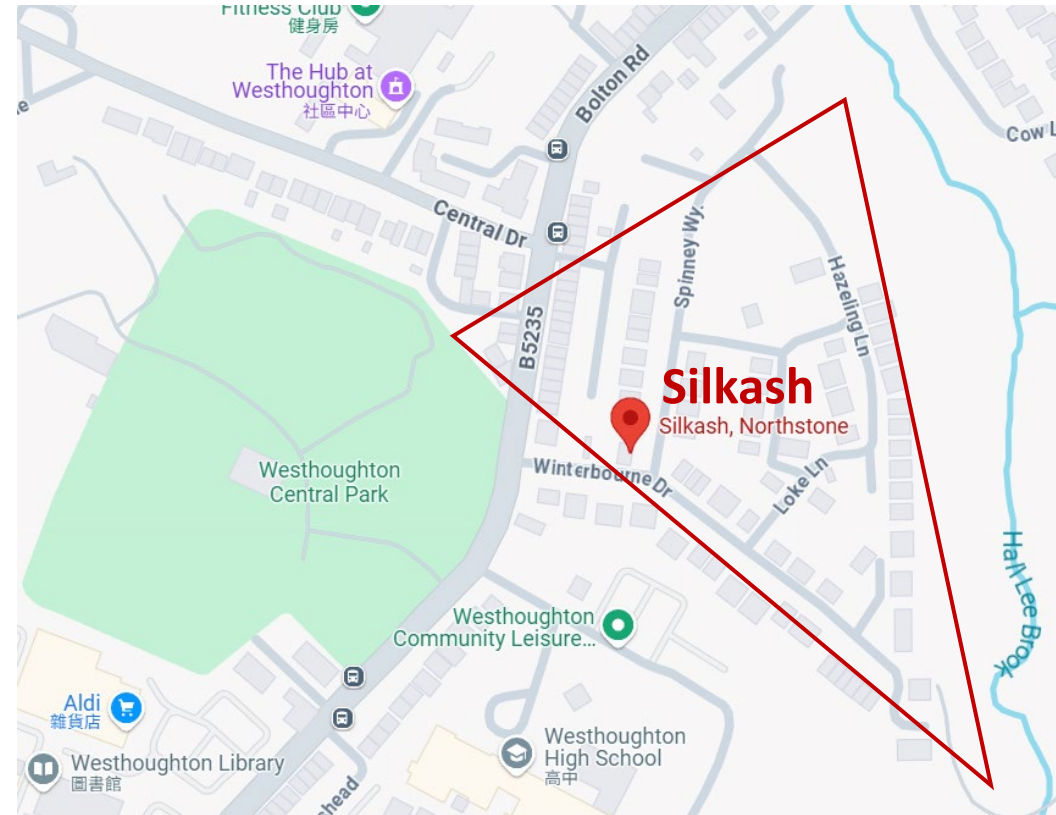 Fitness Club
健身房
The Hub at
Westhoughton
社區中心
Bolton Rd
Cow L
Central Dr
Spinney Wy.
Hazeling Ln
B5235
Silkash
Silkash, Northstone
Winterbourne Dr
Loke Ln
Westhoughton
Central Park
Hall Lee Brook
Westhoughton
Community Leisure...
Aldi
雜貨店
Westhoughton
High School
高中
Westhoughton Library
圖書館
shead